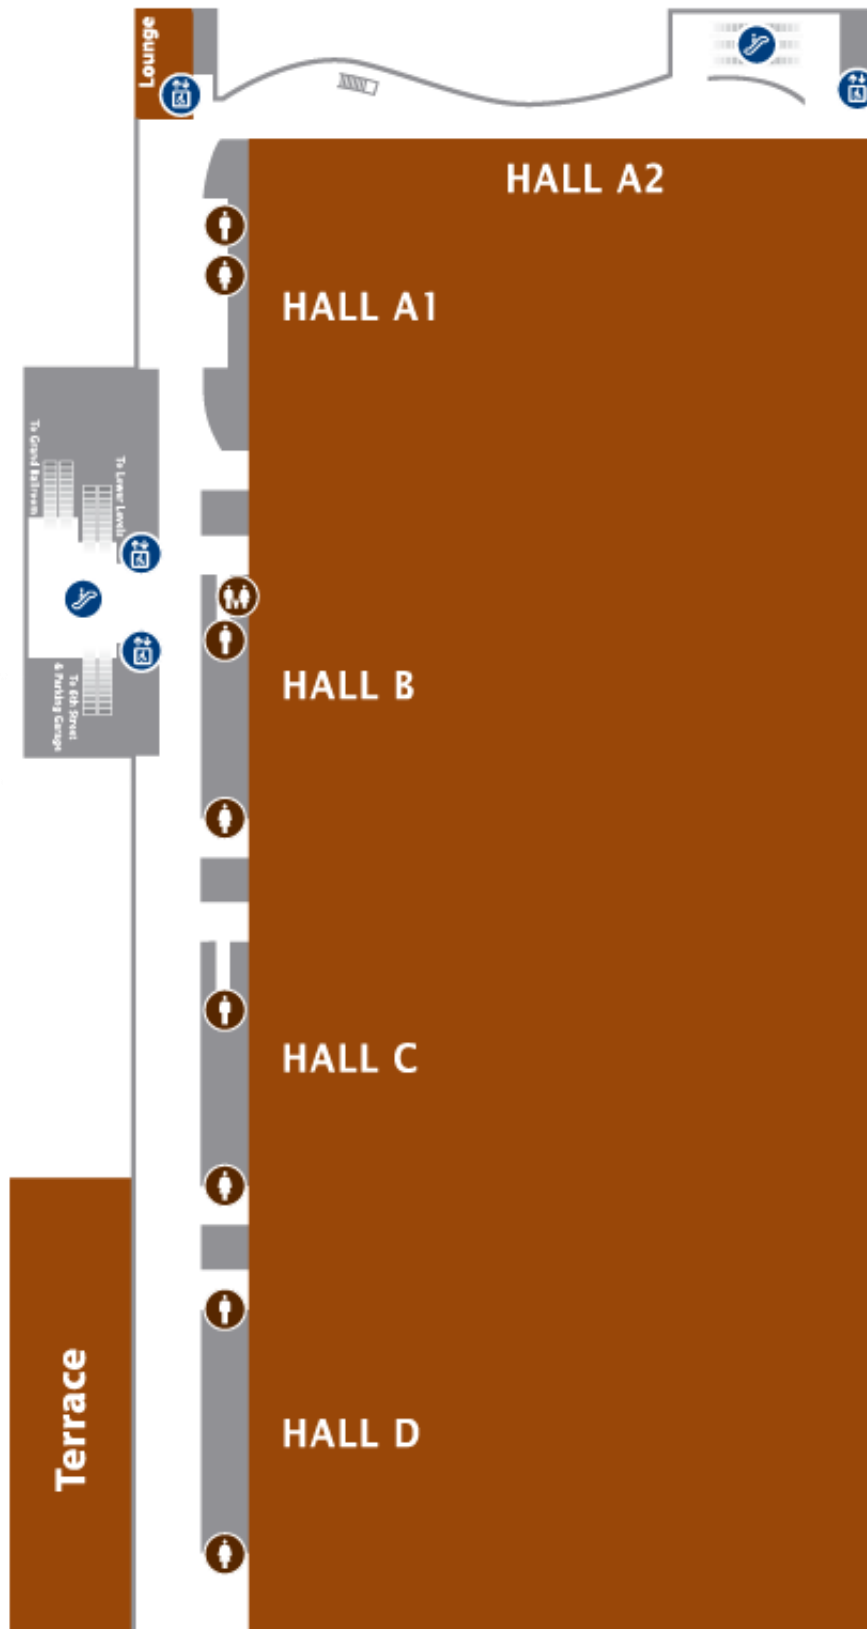 Lounge
HALL A2
HALL A1
To Grand Ballroom
To Lower Levels
HALL B
To 6th Street
& Parking Garage
HALL C
HALL D
Terrace